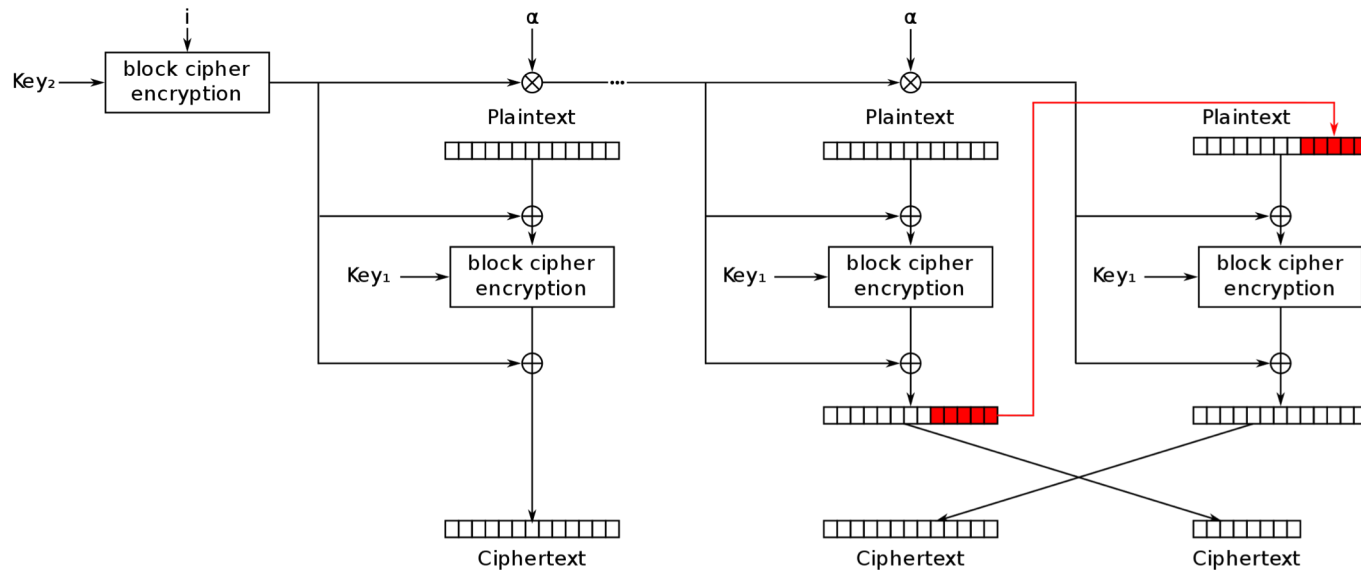 i
α
α
Key₂
block cipher
encryption
...
Plaintext
Plaintext
Plaintext
Key₁
block cipher
encryption
Key₁
block cipher
encryption
Key₁
block cipher
encryption
Ciphertext
Ciphertext
Ciphertext